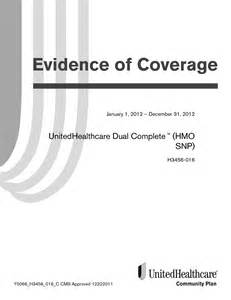 Evidence of Coverage
January 1, 2012 – December 31, 2012
UnitedHealthcare Dual Complete™ (HMO
SNP)
H3456-016
Y0066_H3456_016_C CMS Approved 12222011
UnitedHealthcare®
Community Plan